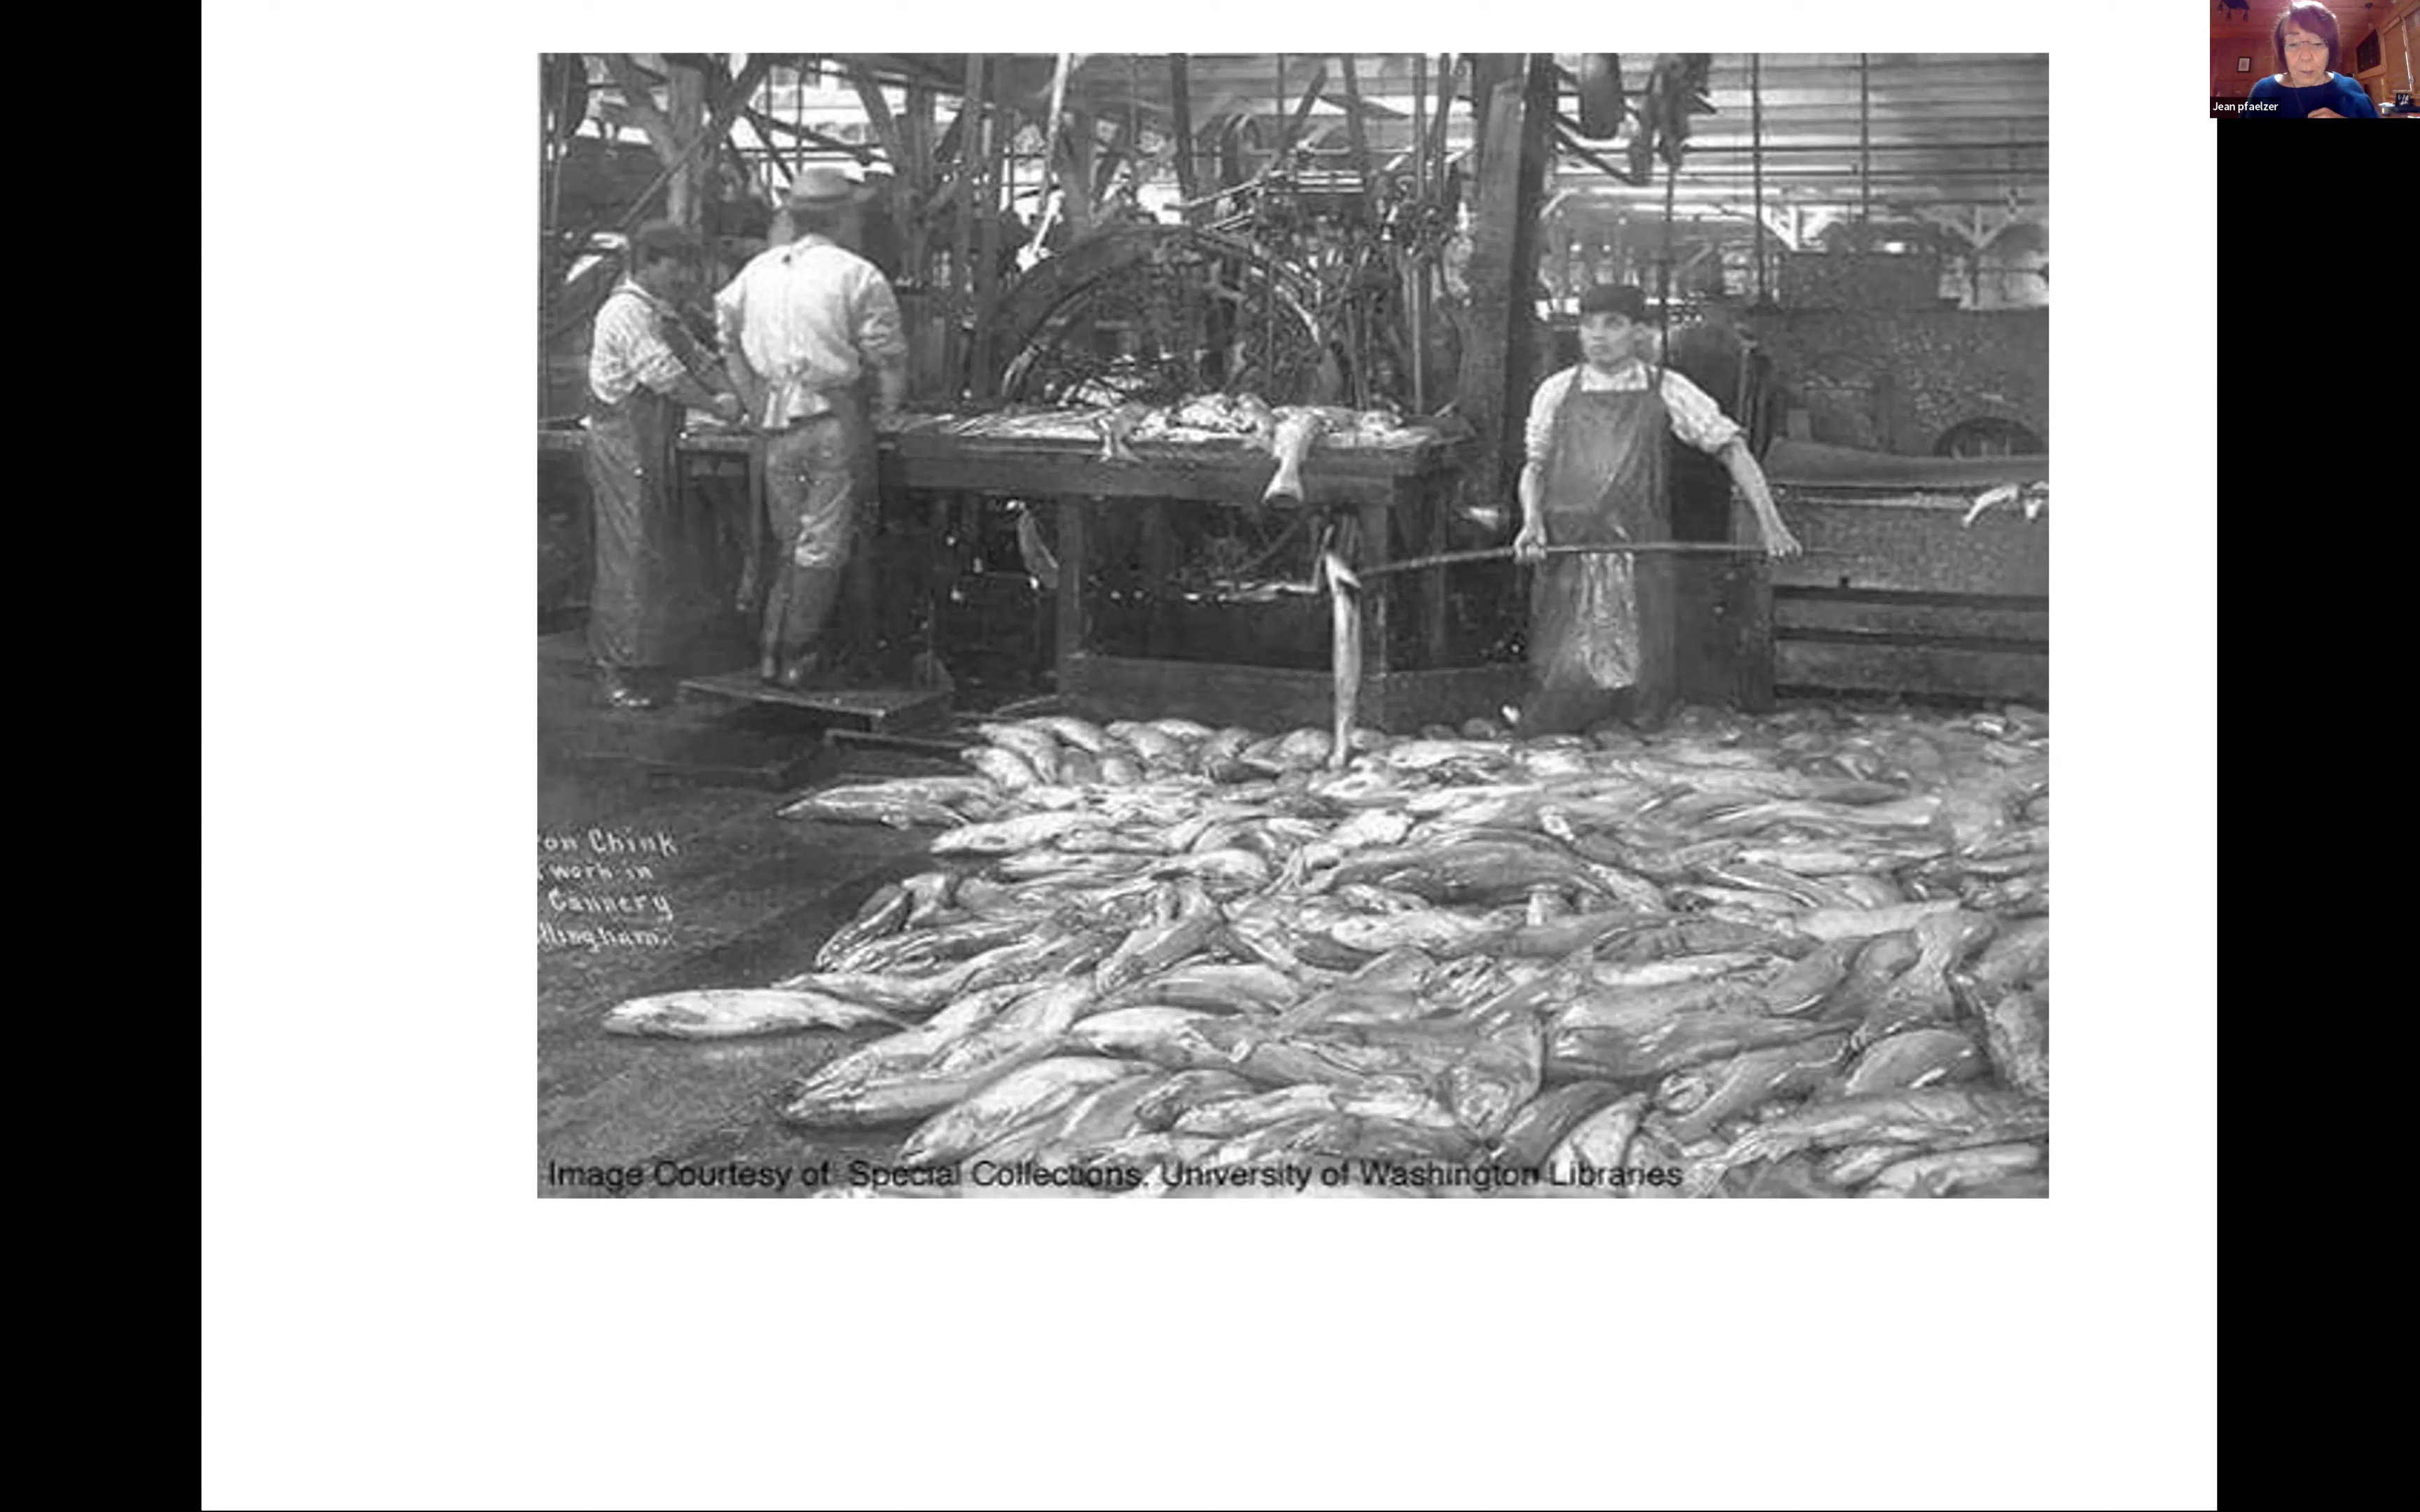 Jean pfaelzer
on Chink
work in
Cannery
llingham.
Image Courtesy of Special Collections, University of Washington Libraries